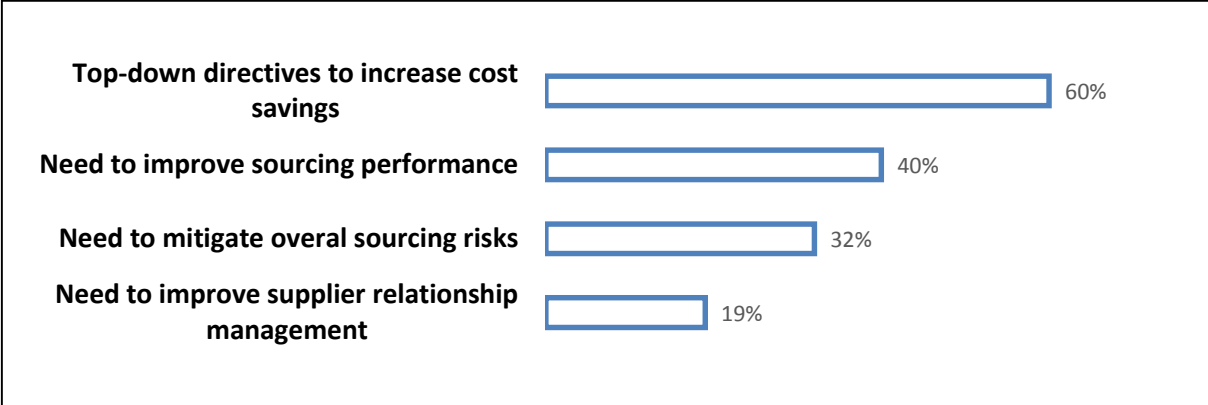 Top-down directives to increase cost
savings
60%
Need to improve sourcing performance
40%
Need to mitigate overal sourcing risks
32%
Need to improve supplier relationship
management
19%